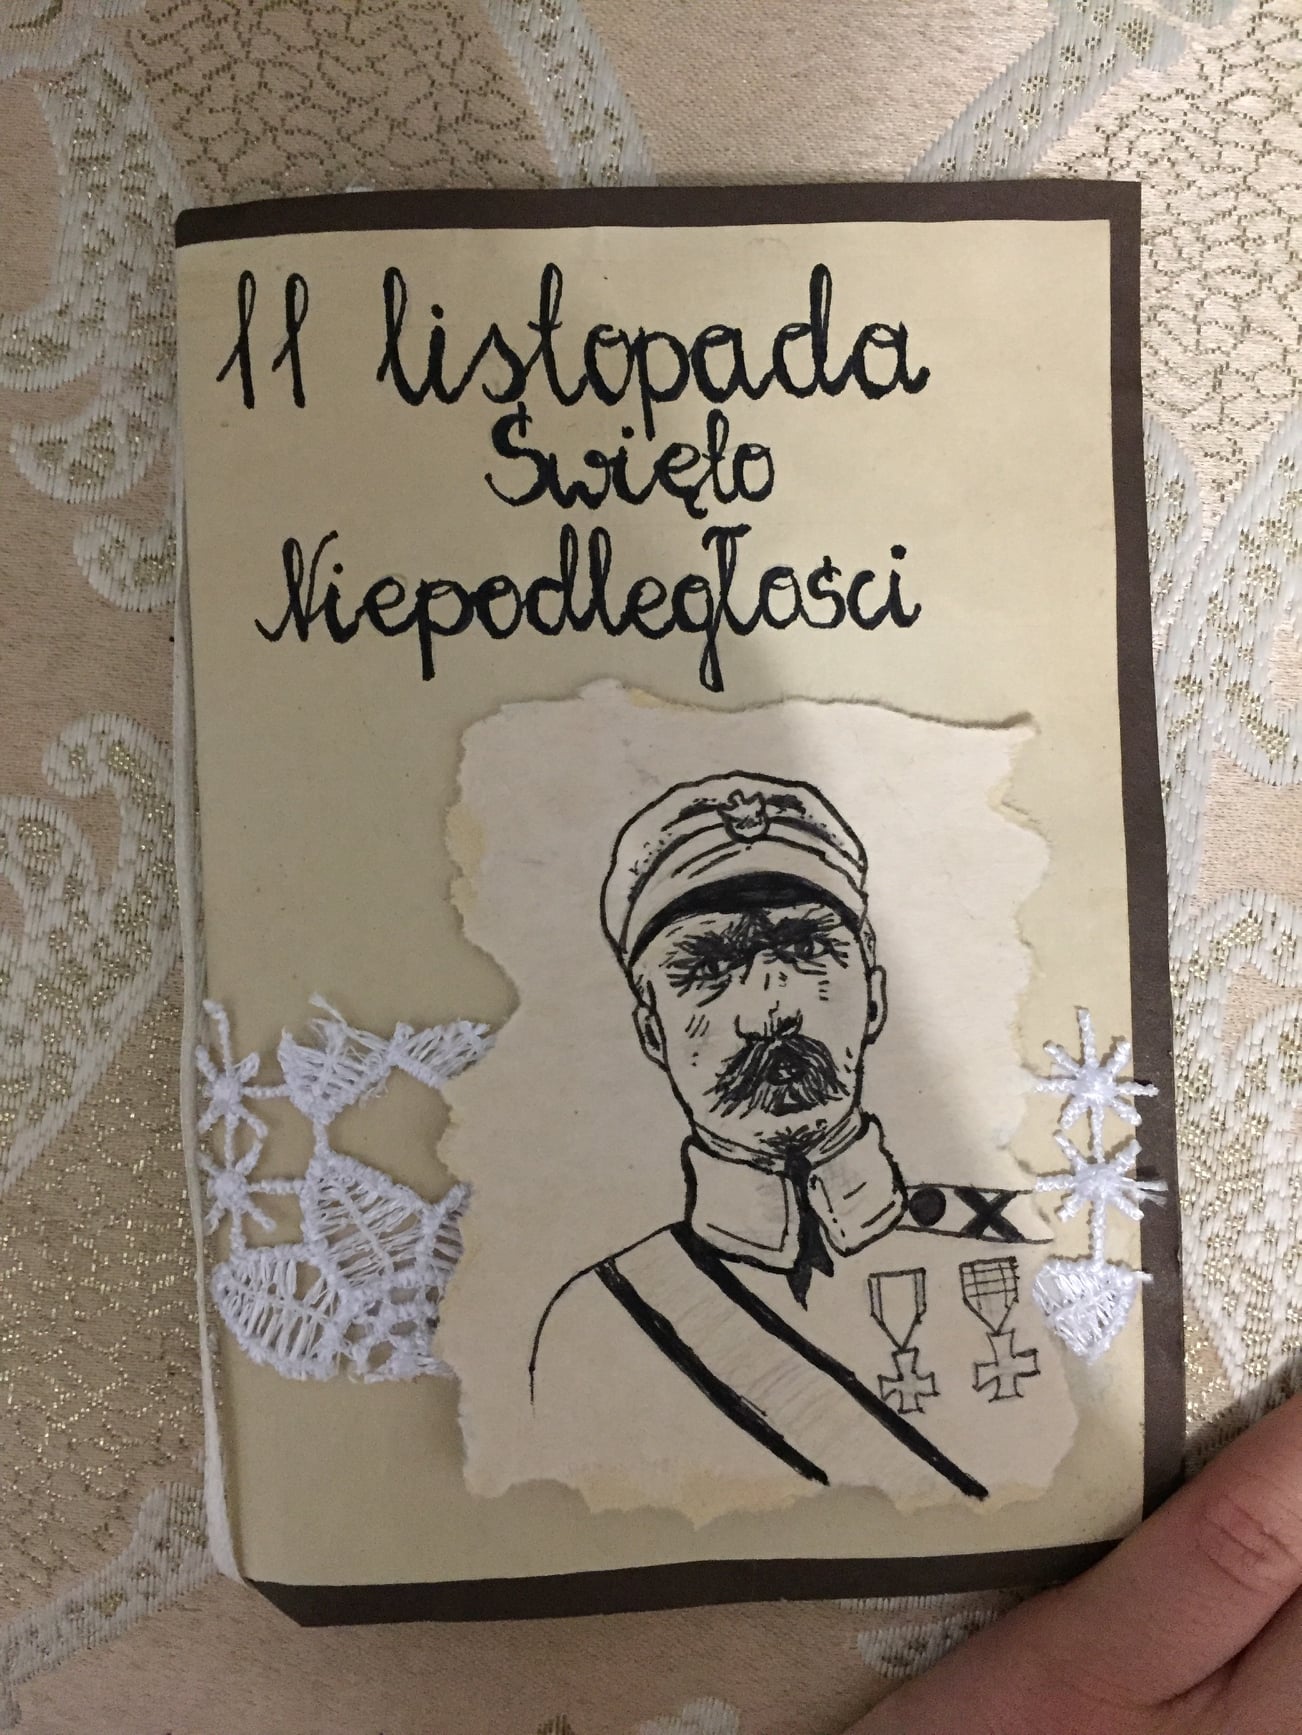 11 listopada
Święto
Niepodległości